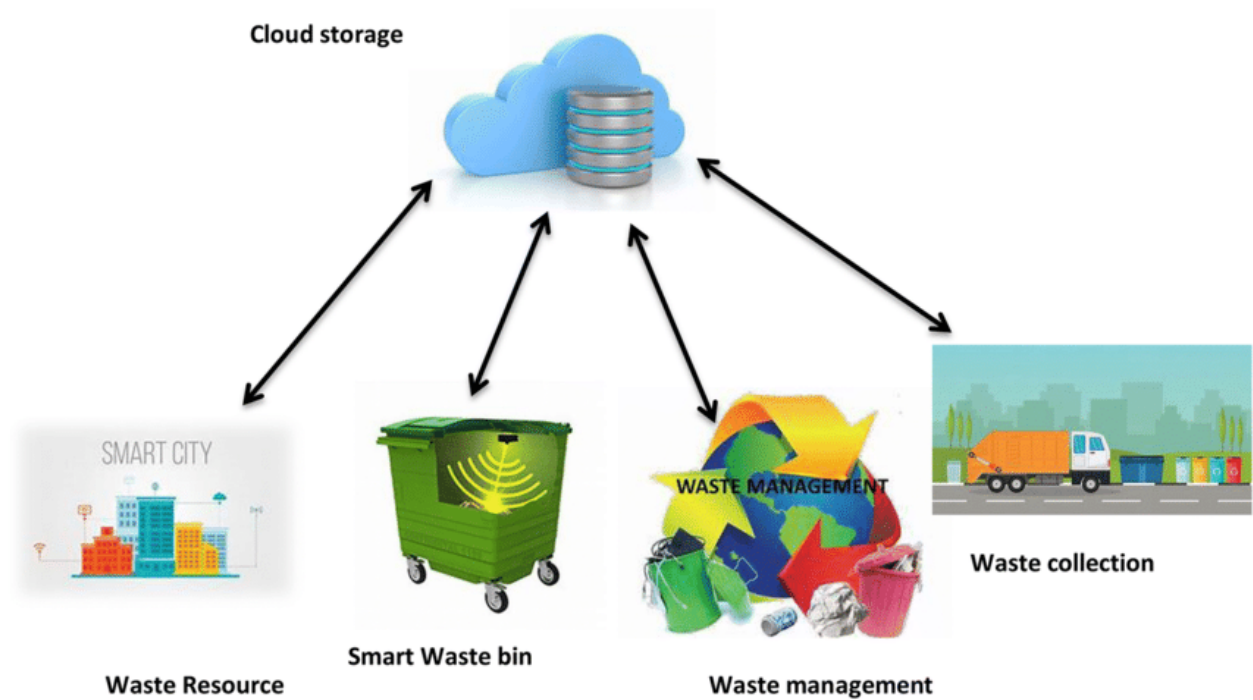 Cloud storage
SMART CITY
WASTE MANAGEMENT
Waste collection
Smart Waste bin
Waste Resource
Waste management